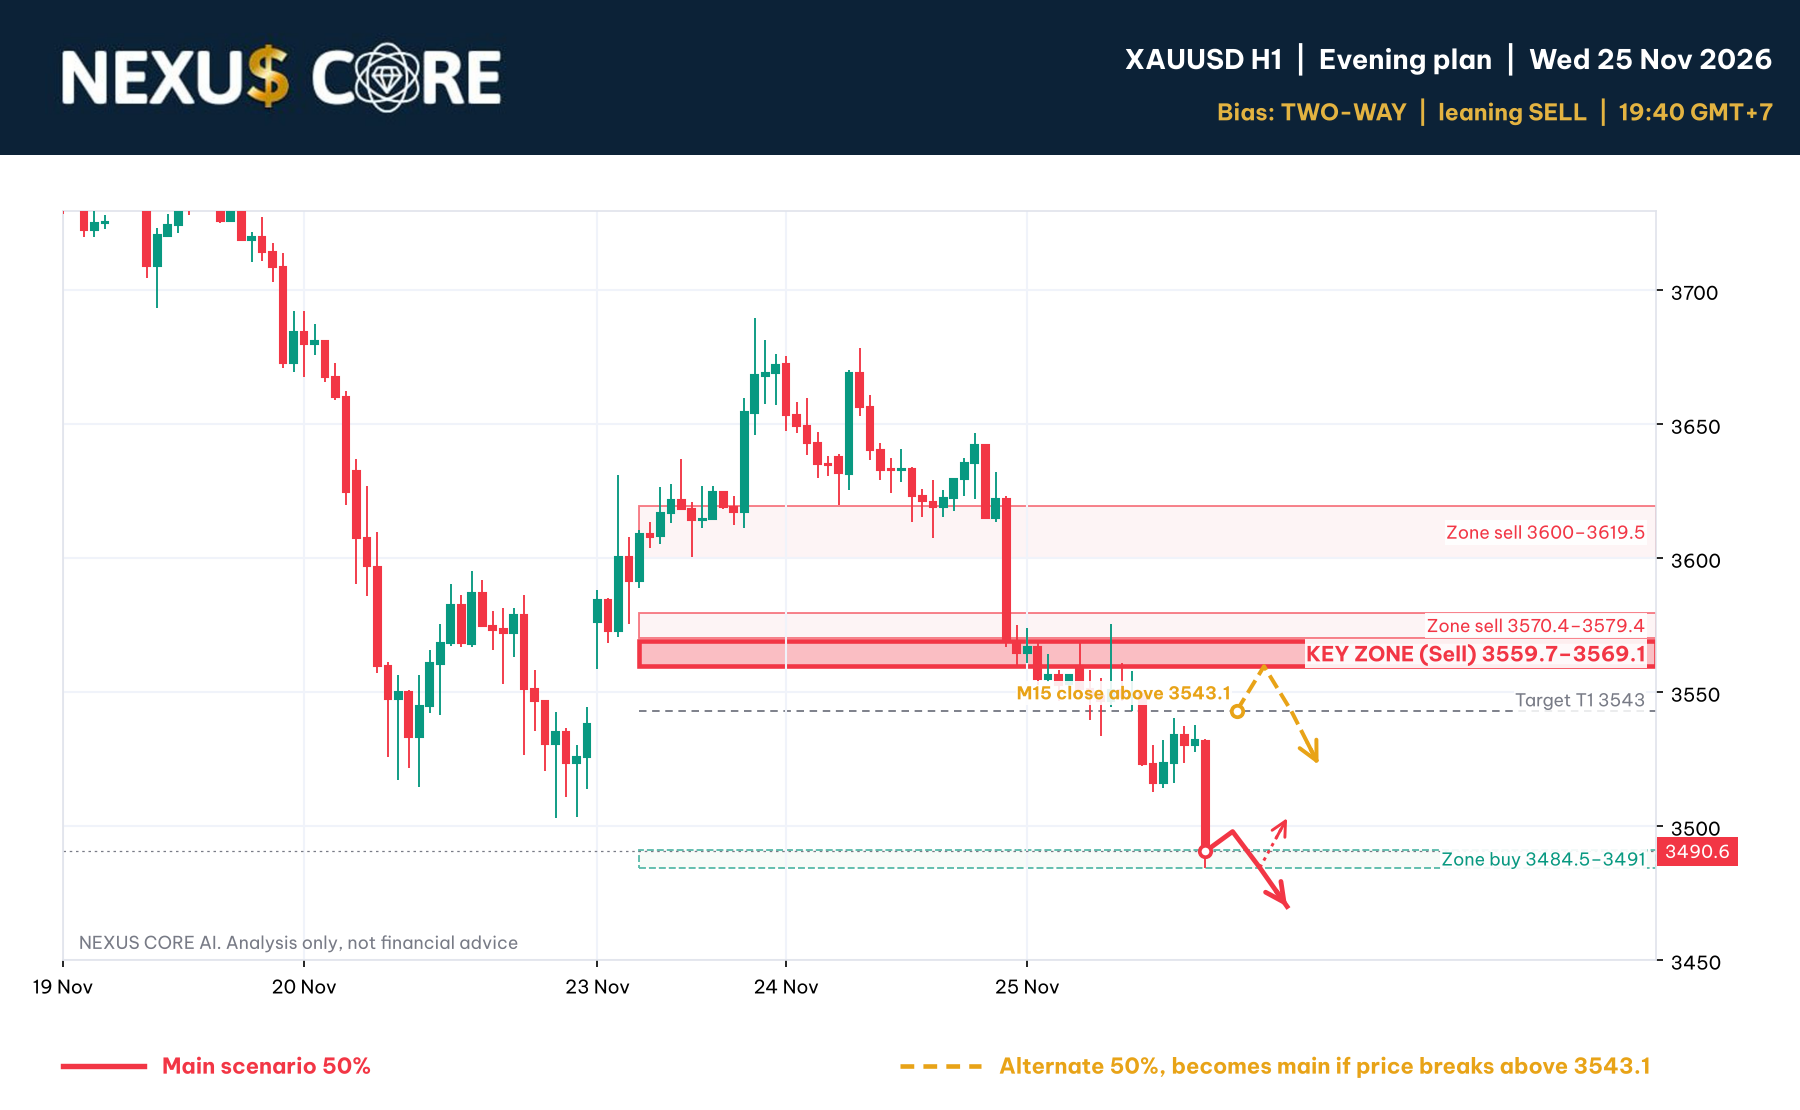 NEXU$ CORE
XAUUSD H1 | Evening plan | Wed 25 Nov 2026
Bias: TWO-WAY | leaning SELL | 19:40 GMT+7
3700
3650
3600
3550
3500
3450
Zone sell 3600–3619.5
Zone sell 3570.4–3579.4
KEY ZONE (Sell) 3559.7–3569.1
M15 close above 3543.1
Target T1 3543
3490.6
Zone buy 3484.5–3491
NEXUS CORE AI. Analysis only, not financial advice
19 Nov
20 Nov
23 Nov
24 Nov
25 Nov
Main scenario 50%
Alternate 50%, becomes main if price breaks above 3543.1